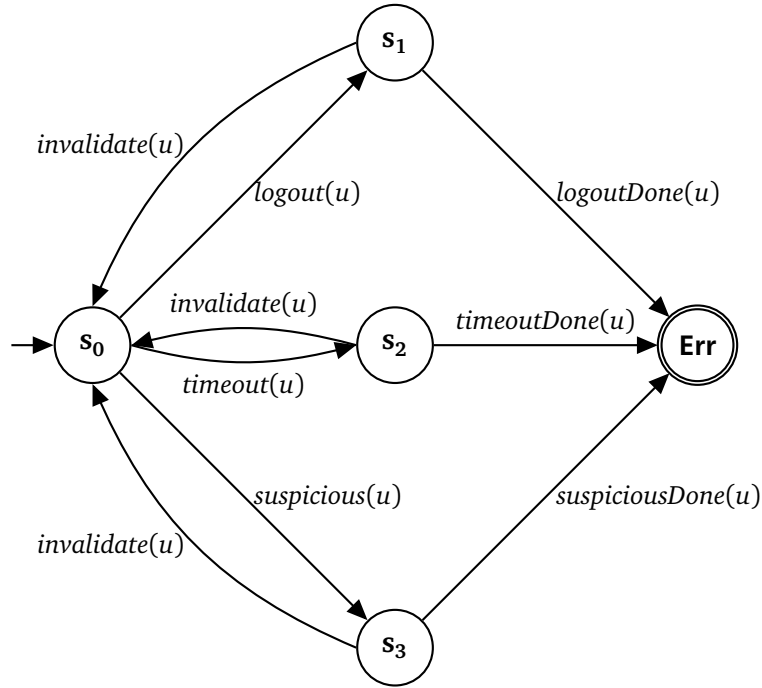 s₁
invalidate(u)
logout(u)
logoutDone(u)
invalidate(u)
timeoutDone(u)
s₀
s₂
Err
timeout(u)
suspicious(u)
suspiciousDone(u)
invalidate(u)
s₃